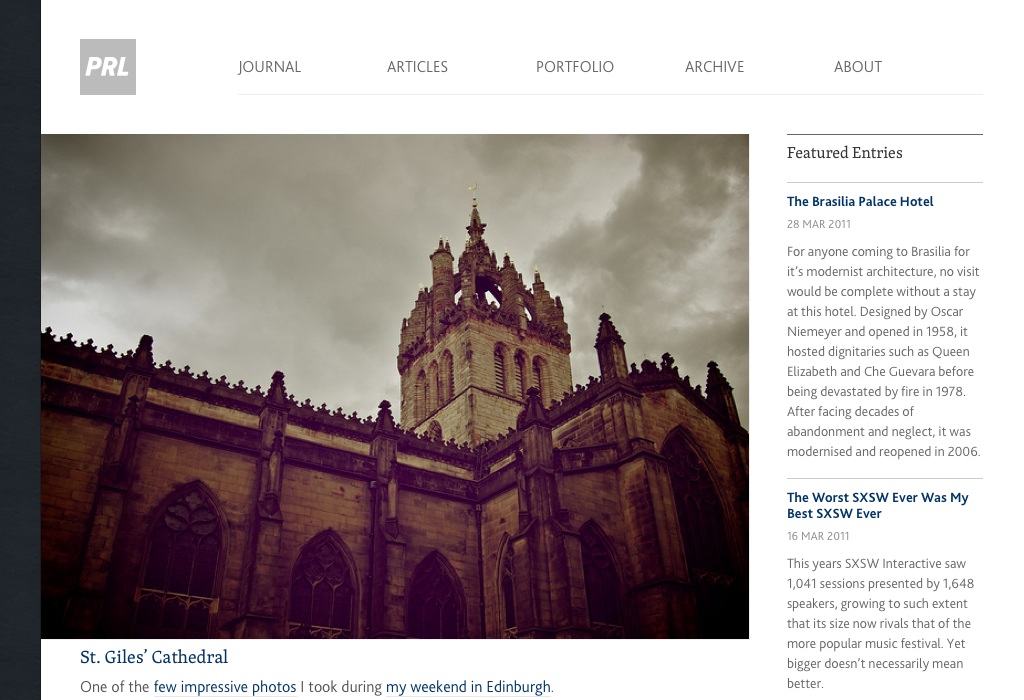 PRL
JOURNAL
ARTICLES
PORTFOLIO
ARCHIVE
ABOUT
St. Giles’ Cathedral
One of the few impressive photos I took during my weekend in Edinburgh.
Featured Entries
The Brasilia Palace Hotel
28 MAR 2011
For anyone coming to Brasilia for
it’s modernist architecture, no visit
would be complete without a stay
at this hotel. Designed by Oscar
Niemeyer and opened in 1958, it
hosted dignitaries such as Queen
Elizabeth and Che Guevara before
being devastated by fire in 1978.
After facing decades of
abandonment and neglect, it was
modernised and reopened in 2006.
The Worst SXSW Ever Was My
Best SXSW Ever
16 MAR 2011
This years SXSW Interactive saw
1,041 sessions presented by 1,648
speakers, growing to such extent
that its size now rivals that of the
more popular music festival. Yet
bigger doesn’t necessarily mean
better.